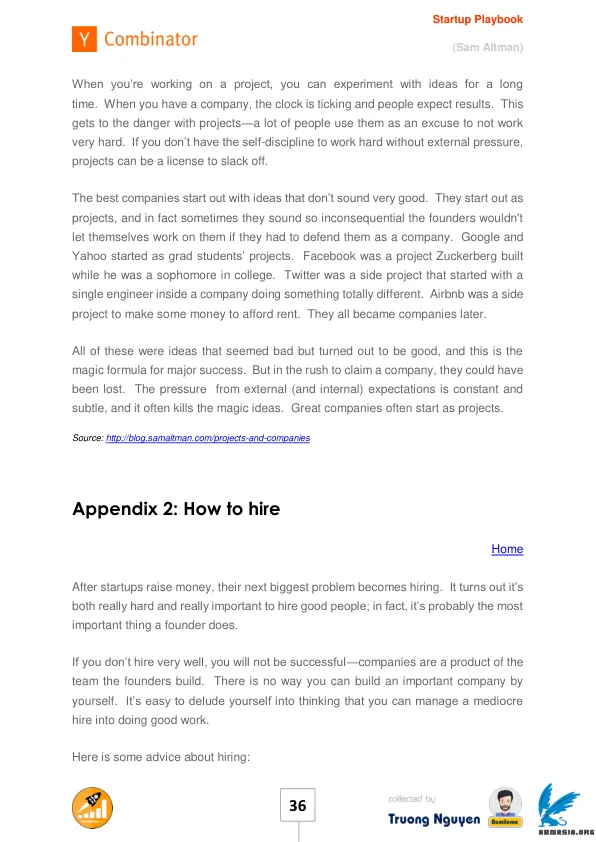 Startup Playbook
Y Combinator
(Sam Altman)
When you're working on a project, you can experiment with ideas for a long
time.  When you have a company, the clock is ticking and people expect results.  This
gets to the danger with projects—a lot of people use them as an excuse to not work
very hard.  If you don't have the self-discipline to work hard without external pressure,
projects can be a license to slack off.
The best companies start out with ideas that don't sound very good.  They start out as
projects, and in fact sometimes they sound so inconsequential the founders wouldn't
let themselves work on them if they had to defend them as a company.  Google and
Yahoo started as grad students' projects.  Facebook was a project Zuckerberg built
while he was a sophomore in college.  Twitter was a side project that started with a
single engineer inside a company doing something totally different.  Airbnb was a side
project to make some money to afford rent.  They all became companies later.
All of these were ideas that seemed bad but turned out to be good, and this is the
magic formula for major success.  But in the rush to claim a company, they could have
been lost.  The pressure  from external (and internal) expectations is constant and
subtle, and it often kills the magic ideas.  Great companies often start as projects.
Source: http://blog.samaltman.com/projects-and-companies
Appendix 2: How to hire
Home
After startups raise money, their next biggest problem becomes hiring.  It turns out it's
both really hard and really important to hire good people; in fact, it's probably the most
important thing a founder does.
If you don't hire very well, you will not be successful—companies are a product of the
team the founders build.  There is no way you can build an important company by
yourself.  It's easy to delude yourself into thinking that you can manage a mediocre
hire into doing good work.
Here is some advice about hiring:
36
collected by
Truong Nguyen
ABMASIA.ORG